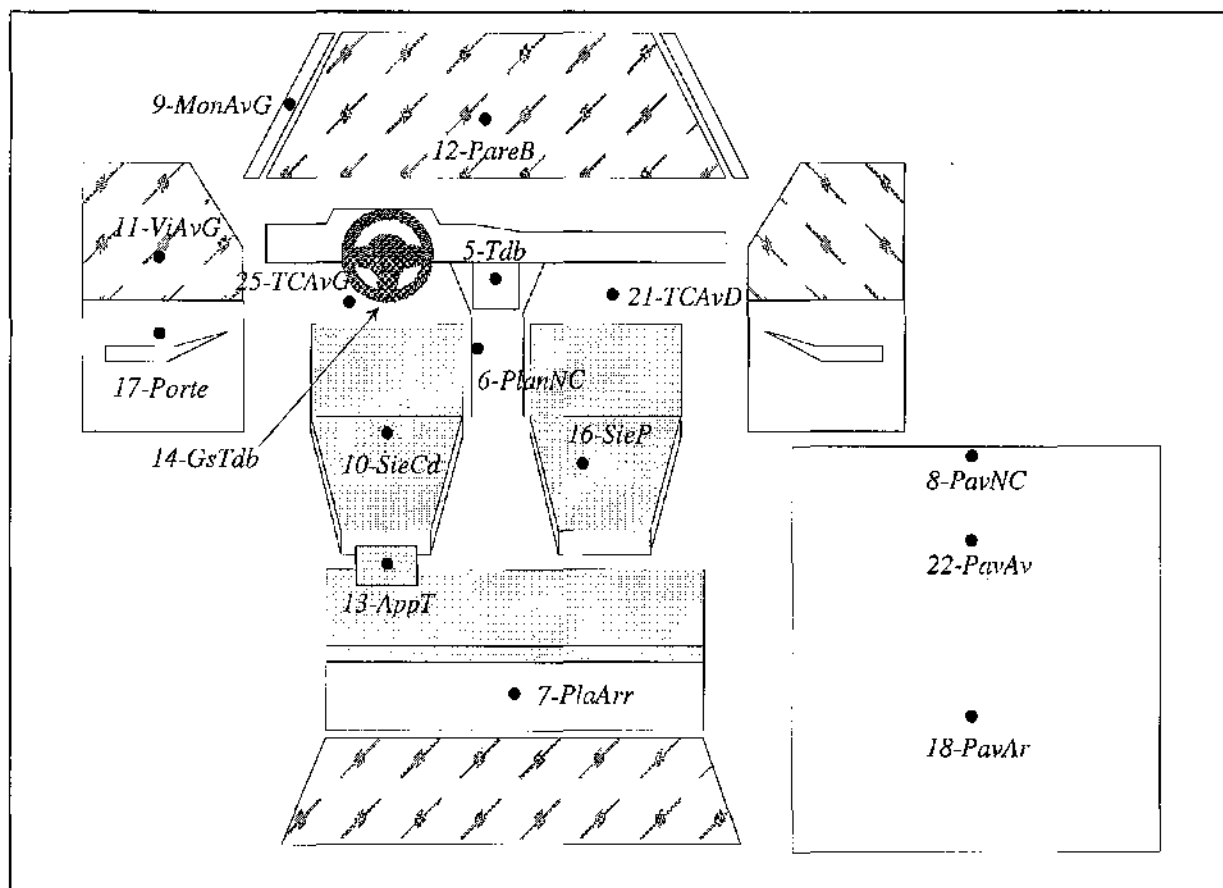 9-MonAvG
12-PareB
11-ViAvG
5-Tdb
25-TCAvG
21-TCAvD
6-PlanNC
17-Porte
14-GsTdb
10-SieCd
16-SieP
8-PavNC
22-PavAv
13-AppT
7-PlaArr
18-PavAr